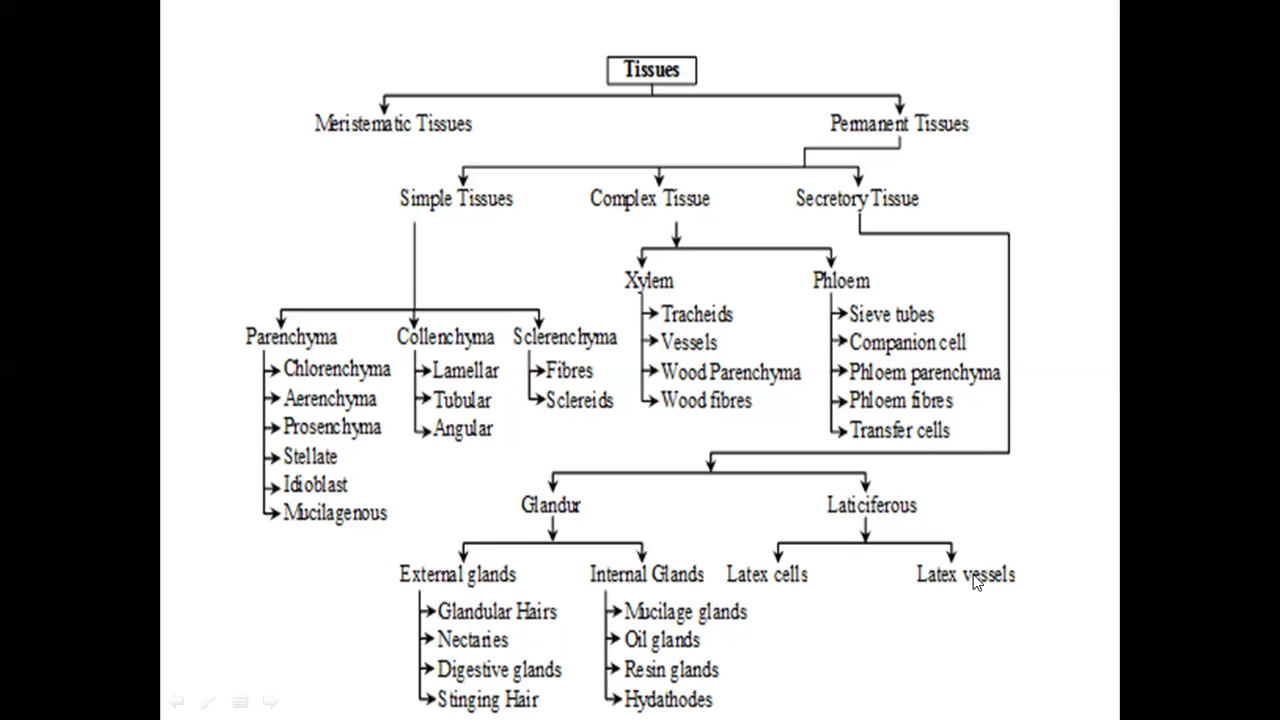 Tissues
Meristematic Tissues
Permanent Tissues
Simple Tissues
Complex Tissue
Secretory Tissue
Xylem
Phloem
Tracheids
Vessels
Wood Parenchyma
Wood fibres
Sieve tubes
Companion cell
Phloem parenchyma
Phloem fibres
Transfer cells
Parenchyma
Collenchyma
Sclerenchyma
Chlorenchyma
Aerenchyma
Prosenchyma
Stellate
Idioblast
Mucilagenous
Lamellar
Tubular
Angular
Fibres
Sclereids
Glandur
Laticiferous
External glands
Internal Glands
Latex cells
Latex vessels
Glandular Hairs
Nectaries
Digestive glands
Stinging Hair
Mucilage glands
Oil glands
Resin glands
Hydathodes